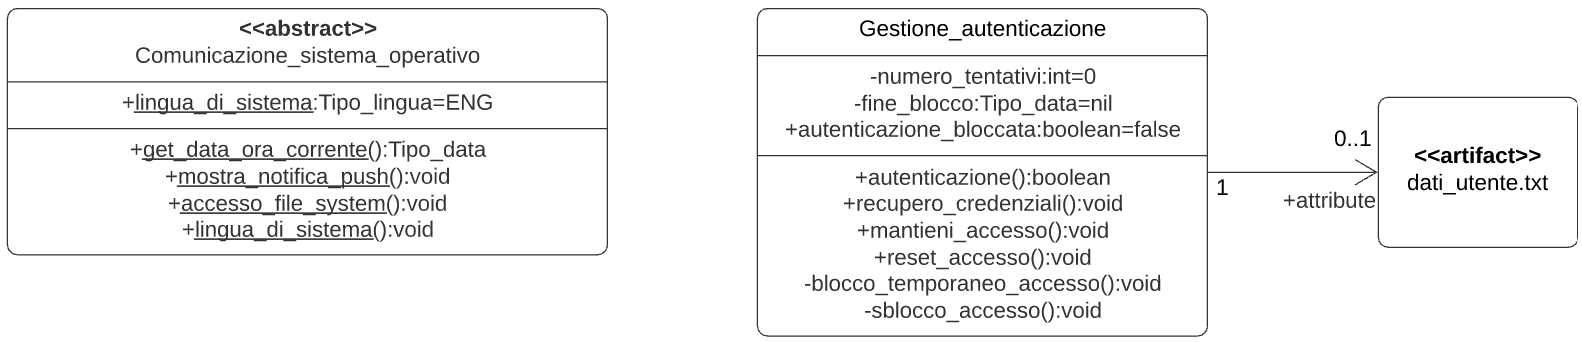 <<abstract>>
Comunicazione_sistema_operativo
+lingua_di_sistema:Tipo_lingua=ENG
+get_data_ora_corrente():Tipo_data
+mostra_notifica_push():void
+accesso_file_system():void
+lingua_di_sistema():void
Gestione_autenticazione
-numero_tentativi:int=0
-fine_blocco:Tipo_data=nil
+autenticazione_bloccata:boolean=false
+autenticazione():boolean
+recupero_credenziali():void
+mantieni_accesso():void
+reset_accesso():void
-blocco_temporaneo_accesso():void
-sblocco_accesso():void
0..1
1
+attribute
<<artifact>>
dati_utente.txt